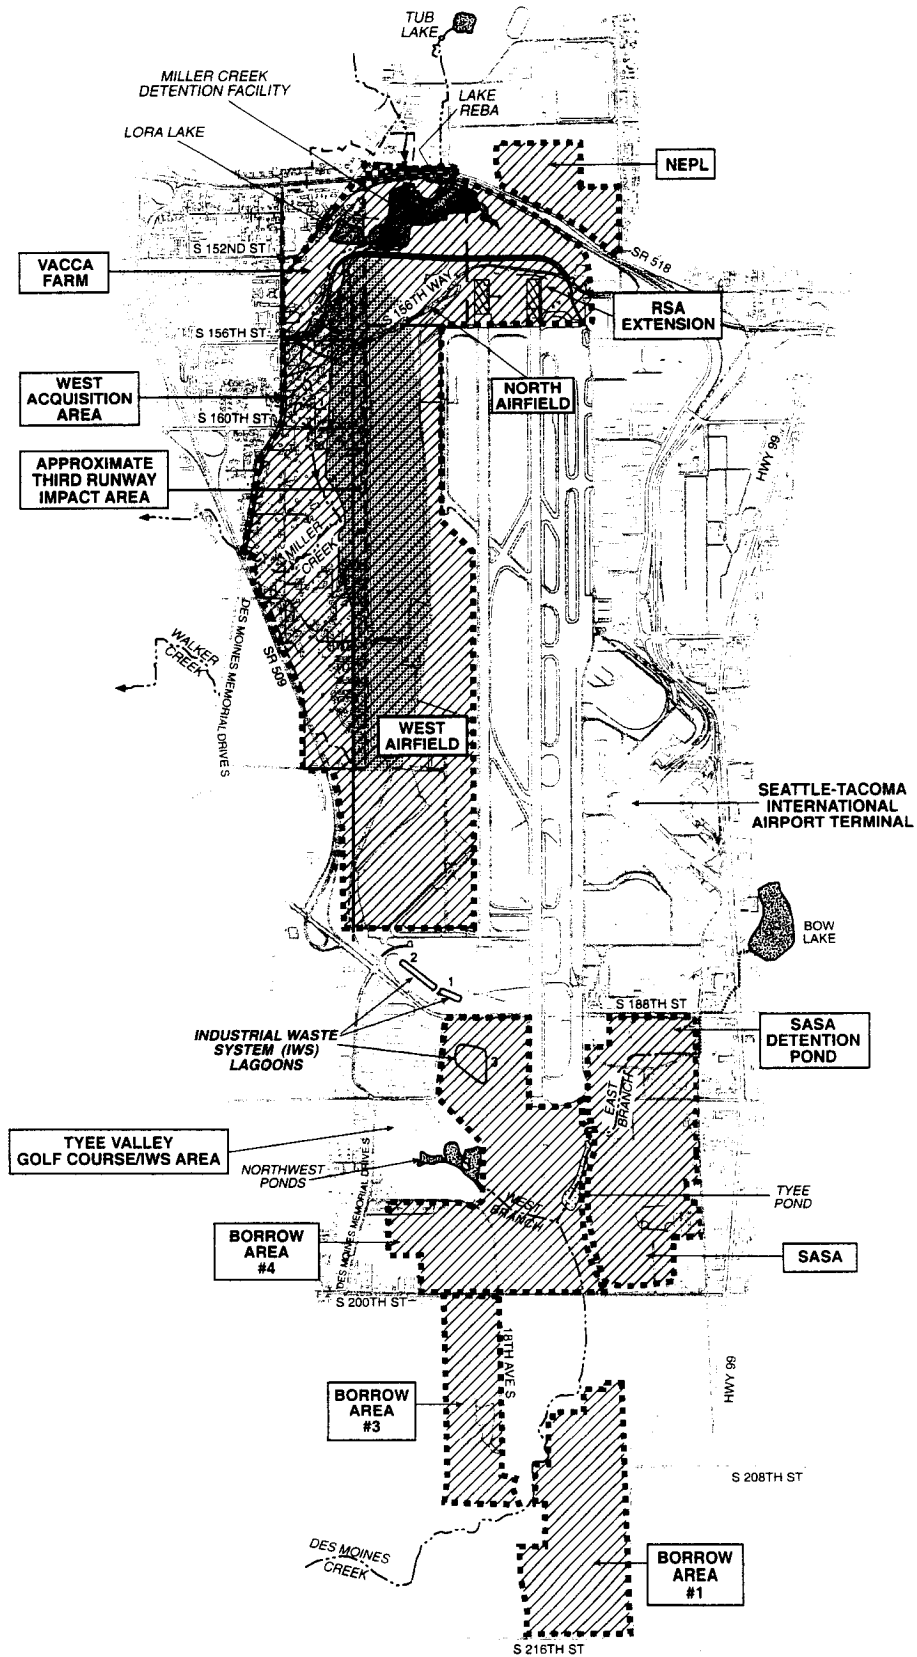 TUB
LAKE
MILLER CREEK
DETENTION FACILITY
LAKE
REBA
LORA LAKE
NEPL
S 152ND ST
SR 518
VACCA
FARM
S 156TH WAY
RSA
EXTENSION
S 156TH ST
WEST
ACQUISITION
AREA
NORTH
AIRFIELD
S 160TH ST
HWY 99
APPROXIMATE
THIRD RUNWAY
IMPACT AREA
MILLER
CREEK
DES MOINES MEMORIAL DRIVE S
WALKER
CREEK
SR 509
WEST
AIRFIELD
SEATTLE-TACOMA
INTERNATIONAL
AIRPORT TERMINAL
BOW
LAKE
2
1
S 188TH ST
INDUSTRIAL WASTE
SYSTEM (IWS)
LAGOONS
3
SASA
DETENTION
POND
EAST
BRANCH
TYEE VALLEY
GOLF COURSE/IWS AREA
NORTHWEST
PONDS
DES MOINES MEMORIAL DRIVE S
WEST
BRANCH
TYEE
POND
BORROW
AREA
#4
SASA
S 200TH ST
18TH AVE S
HWY 99
BORROW
AREA
#3
S 208TH ST
DES MOINES
CREEK
BORROW
AREA
#1
S 216TH ST